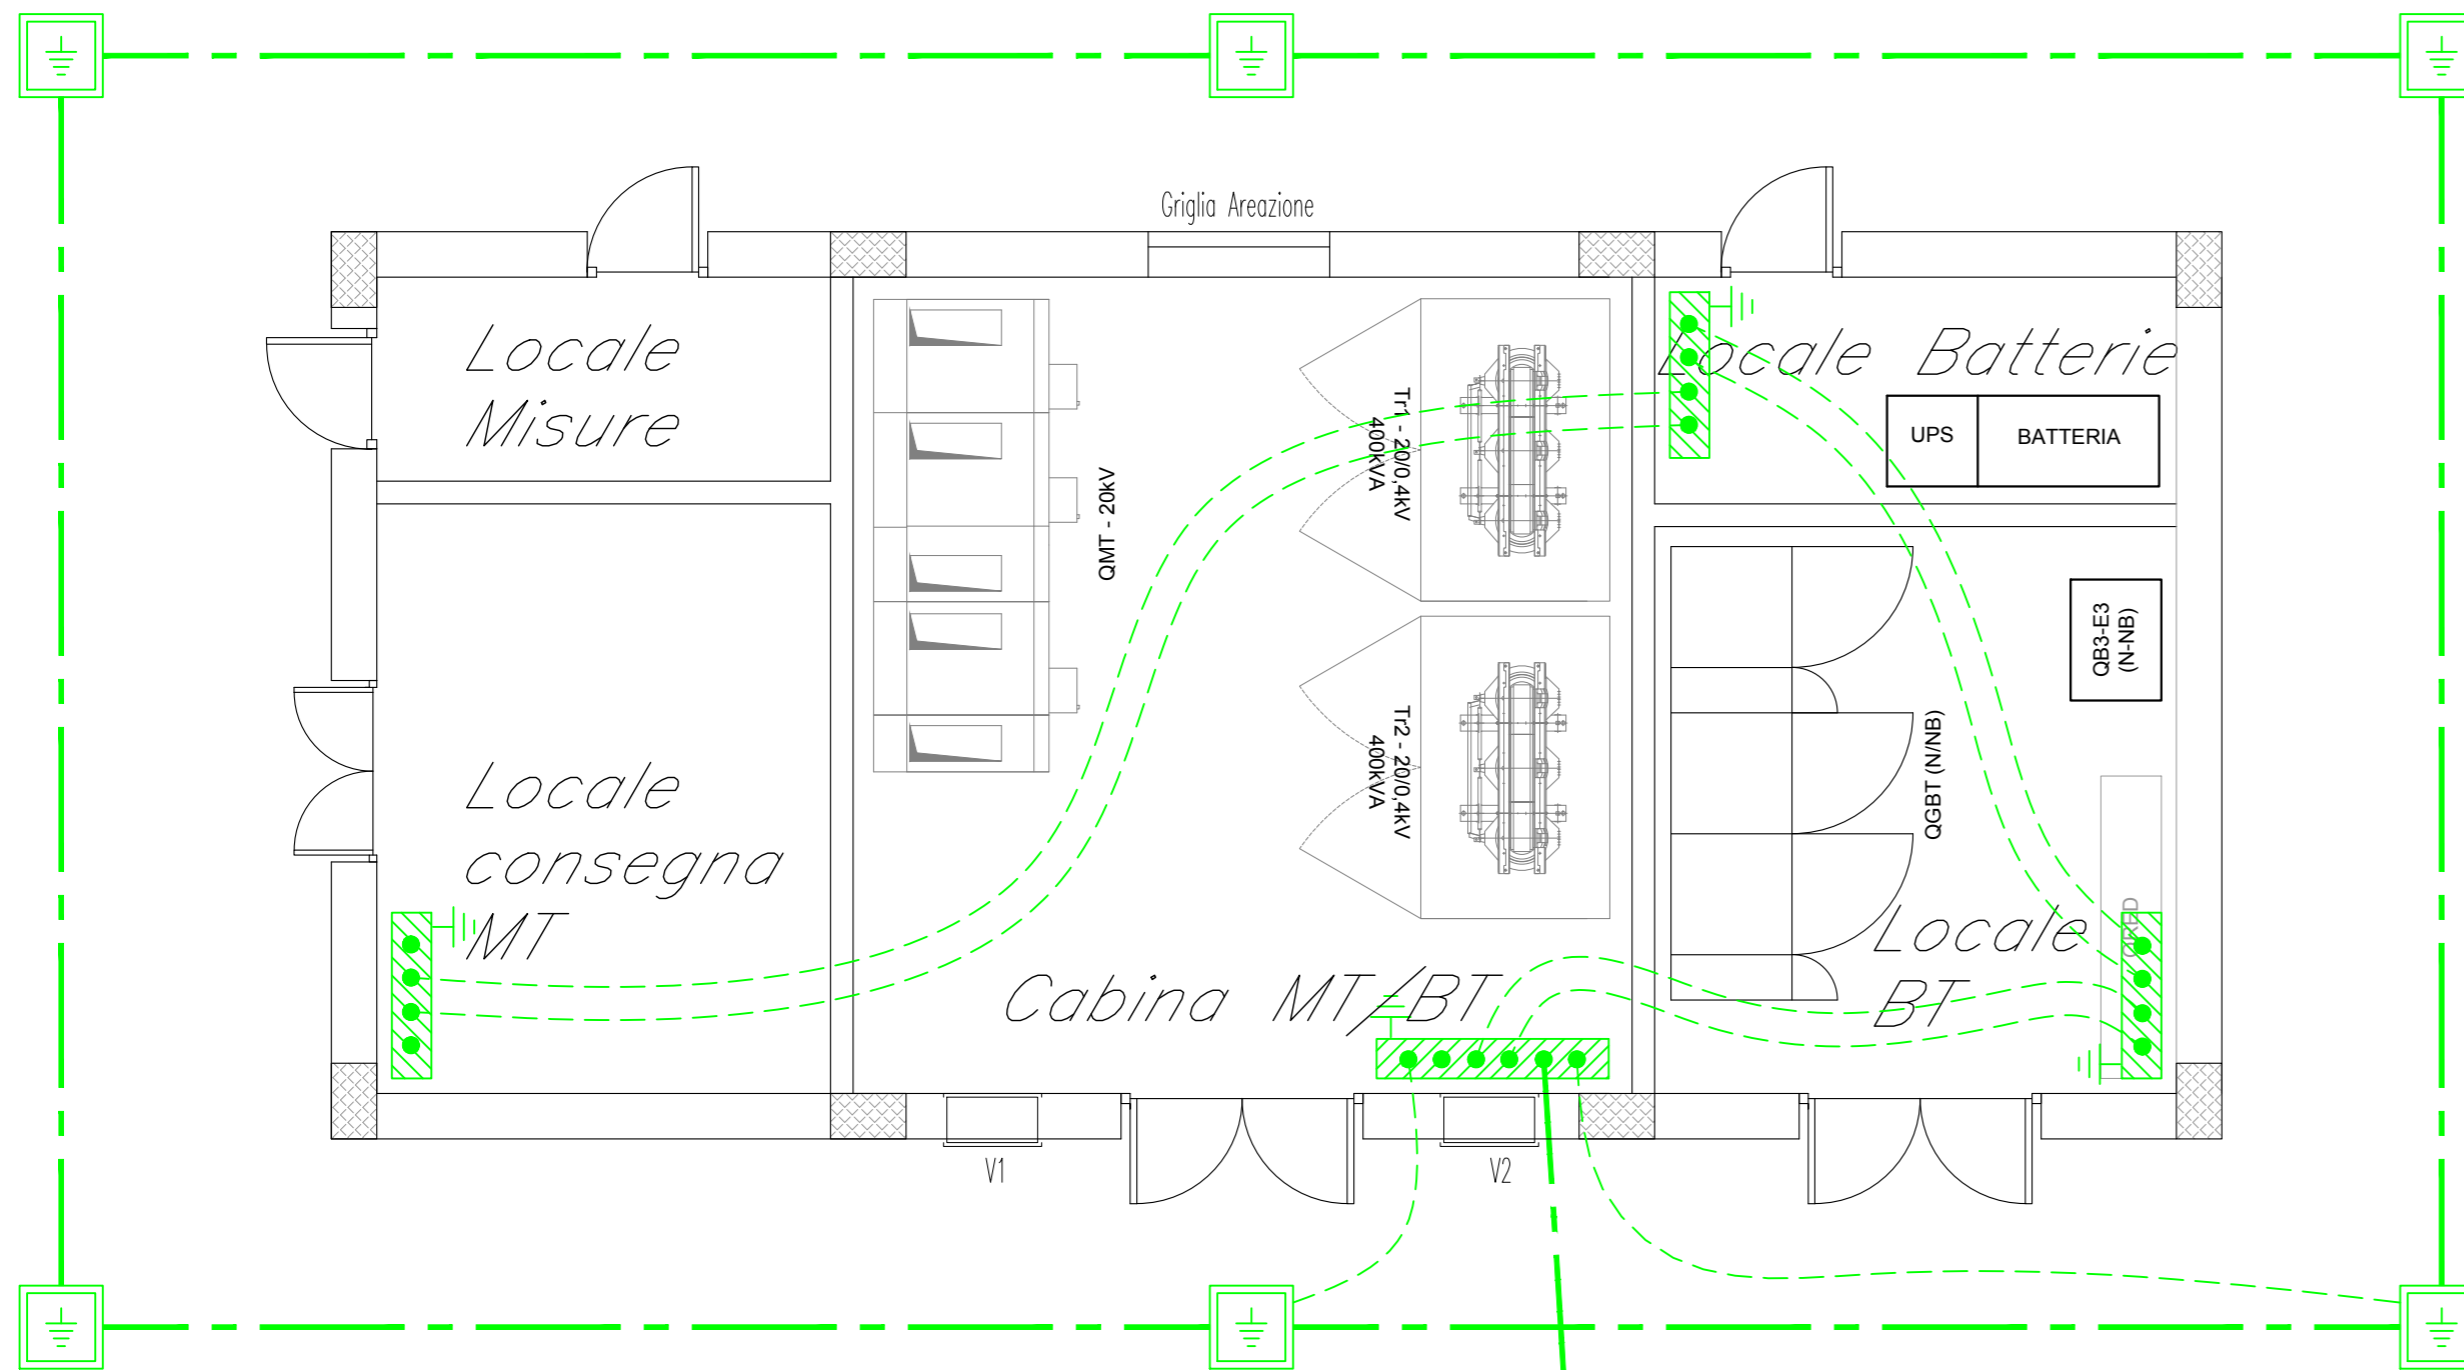 Griglia Areazione
Locale
Misure
Locale Batterie
UPS
BATTERIA
QMT - 20kV
Tr1 - 20/0,4kV
400kVA
QB3-E3
(N-NB)
Tr2 - 20/0,4kV
400kVA
QGBT (N/NB)
Locale
consegna
MT
Locale
BT
Cabina MT/BT
V1
V2